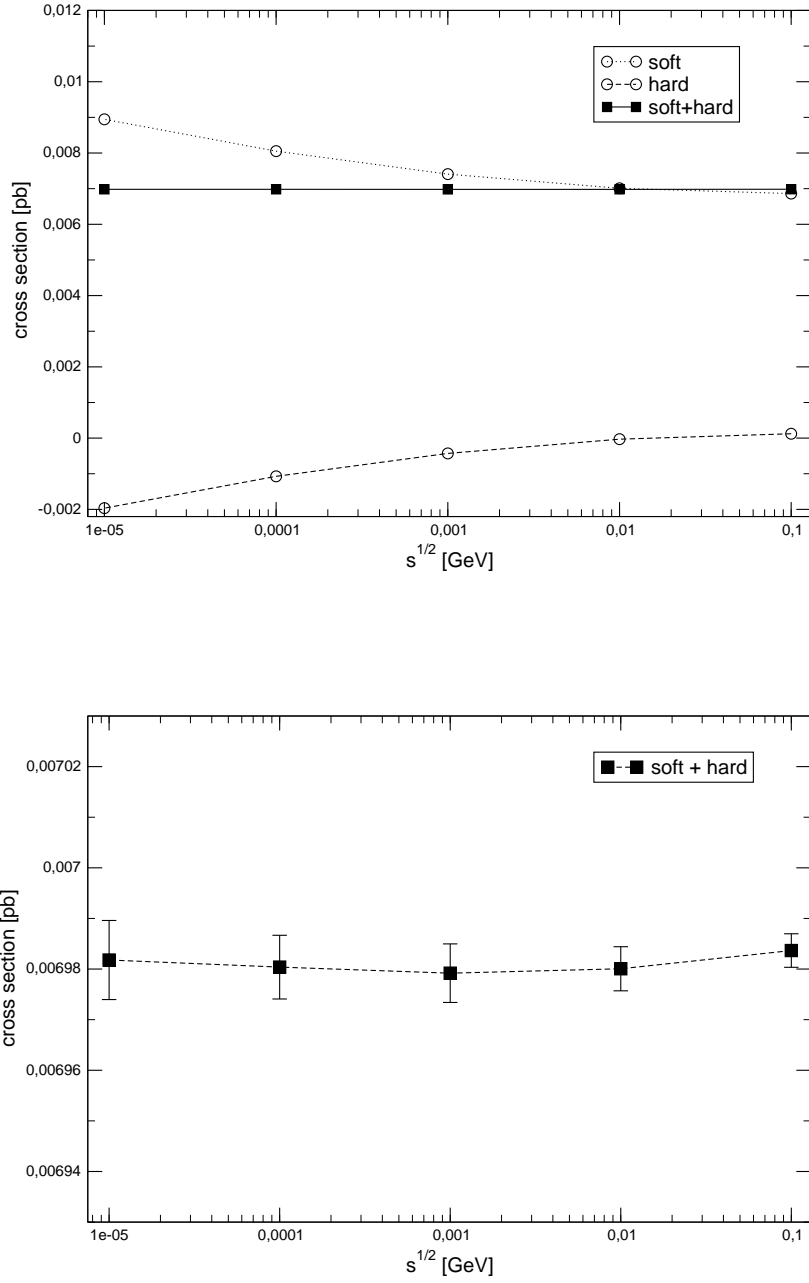 0,012
0,01
0,008
0,006
0,004
0,002
0
-0,002
cross section [pb]
soft
hard
soft+hard
1e-05 0,0001 0,001 0,01 0,1
s^1/2 [GeV]
0,00702
0,007
0,00698
0,00696
0,00694
cross section [pb]
soft + hard
1e-05 0,0001 0,001 0,01 0,1
s^1/2 [GeV]